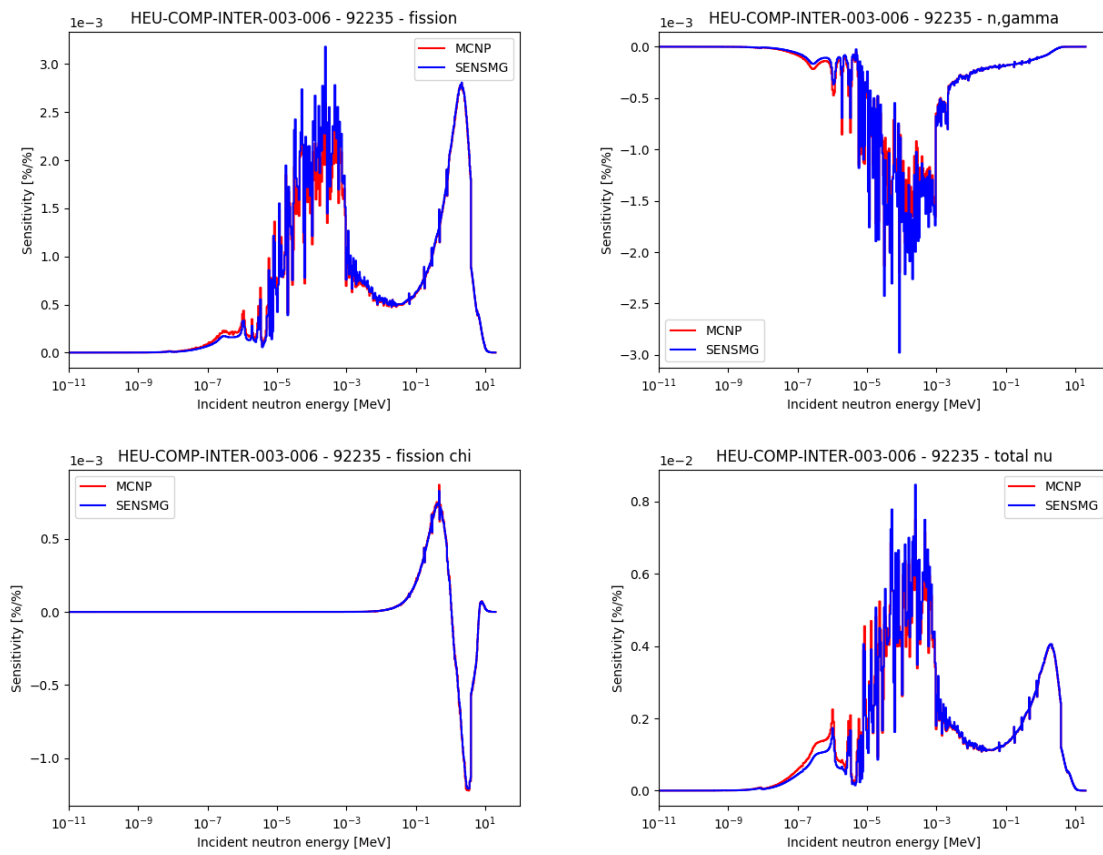 HEU-COMP-INTER-003-006 - 92235 - fission
1e-3
Sensitivity [%/%]
3.0
2.5
2.0
1.5
1.0
0.5
0.0
MCNP
SENSMG
10^-11 10^-9 10^-7 10^-5 10^-3 10^-1 10^1
Incident neutron energy [MeV]
HEU-COMP-INTER-003-006 - 92235 - n,gamma
1e-3
Sensitivity [%/%]
0.0
−0.5
−1.0
−1.5
−2.0
−2.5
−3.0
MCNP
SENSMG
10^-11 10^-9 10^-7 10^-5 10^-3 10^-1 10^1
Incident neutron energy [MeV]
HEU-COMP-INTER-003-006 - 92235 - fission chi
1e-3
Sensitivity [%/%]
MCNP
SENSMG
0.5
0.0
−0.5
−1.0
10^-11 10^-9 10^-7 10^-5 10^-3 10^-1 10^1
Incident neutron energy [MeV]
HEU-COMP-INTER-003-006 - 92235 - total nu
1e-2
Sensitivity [%/%]
MCNP
SENSMG
0.8
0.6
0.4
0.2
0.0
10^-11 10^-9 10^-7 10^-5 10^-3 10^-1 10^1
Incident neutron energy [MeV]